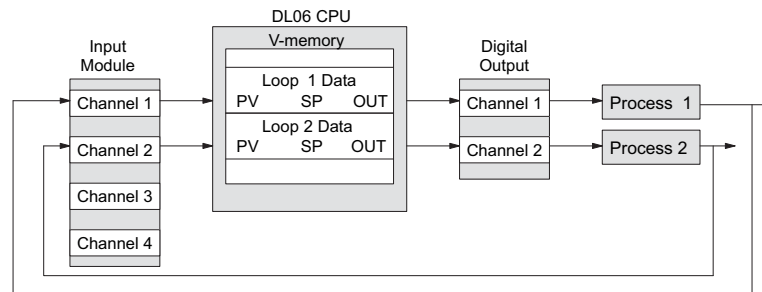 DL06 CPU
Input
Module
V-memory
Digital
Output
Loop 1 Data
PV SP OUT
Loop 2 Data
PV SP OUT
Channel 1
Channel 2
Channel 3
Channel 4
Channel 1
Channel 2
Process 1
Process 2